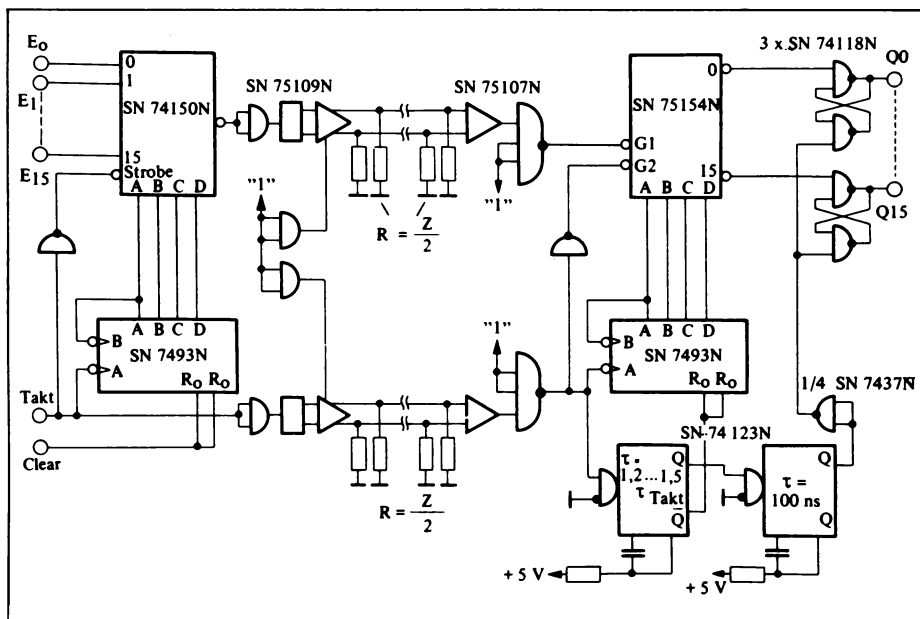 3 x SN 74118N
E0
0
1
E1
SN 74150N
SN 75109N
SN 75107N
0
SN 75154N
Q0
15
E15
Strobe
A B C D
"1"
R = Z/2
"1"
G1
G2
15
A B C D
Q15
A B C D
B
SN 7493N
A
R0 R0
"1"
A B C D
B
SN 7493N
A
R0 R0
1/4 SN 7437N
Takt
Clear
SN 74 123N
R = Z/2
τ =
1,2...1,5
τ Takt
Q
Q̅
τ =
100 ns
Q
Q
+ 5 V
+5 V